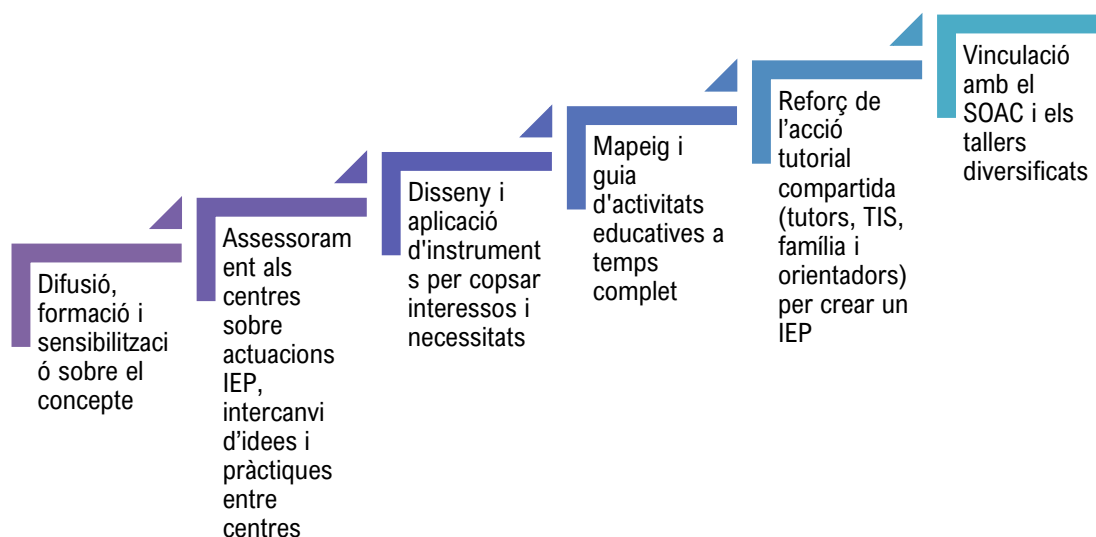 Difusió,
formació i
sensibilitzaci
ó sobre el
concepte
Assessoram
ent als
centres
sobre
actuacions
IEP,
intercanvi
d’idees i
pràctiques
entre
centres
Disseny i
aplicació
d'instrument
s per copsar
interessos i
necessitats
Mapeig i
guia
d'activitats
educatives a
temps
complet
Reforç de
l’acció
tutorial
compartida
(tutors, TIS,
família i
orientadors)
per crear un
IEP
Vinculació
amb el
SOAC i els
tallers
diversificats